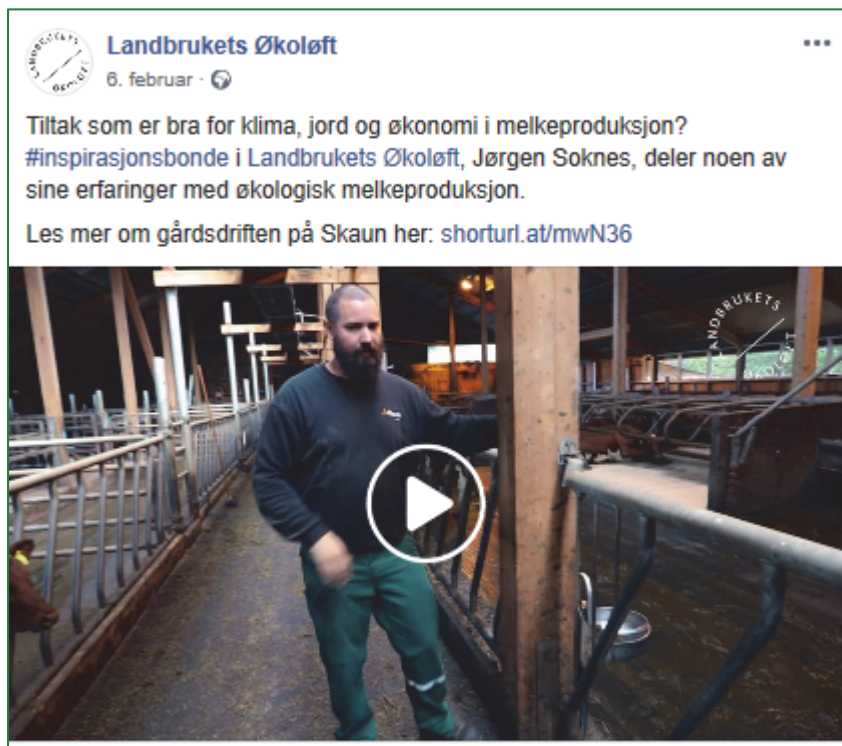 Landbrukets Økoløft
6. februar ·
Tiltak som er bra for klima, jord og økonomi i melkeproduksjon?
#inspirasjonsbonde i Landbrukets Økoløft, Jørgen Soknes, deler noen av
sine erfaringer med økologisk melkeproduksjon.
Les mer om gårdsdriften på Skaun her: shorturl.at/mwN36
LANDBRUKETS
ØKOLØFT